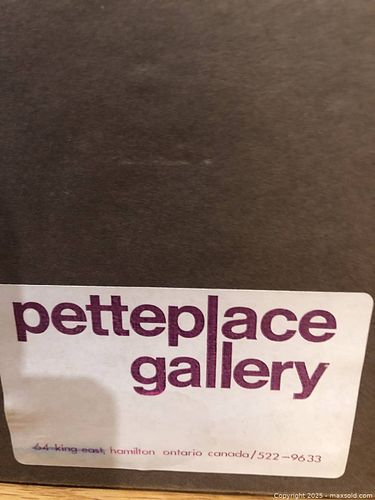 petteplace
gallery
64 king east, hamilton ontario canada/522-9633
Copyright 2025 - maxsold.com